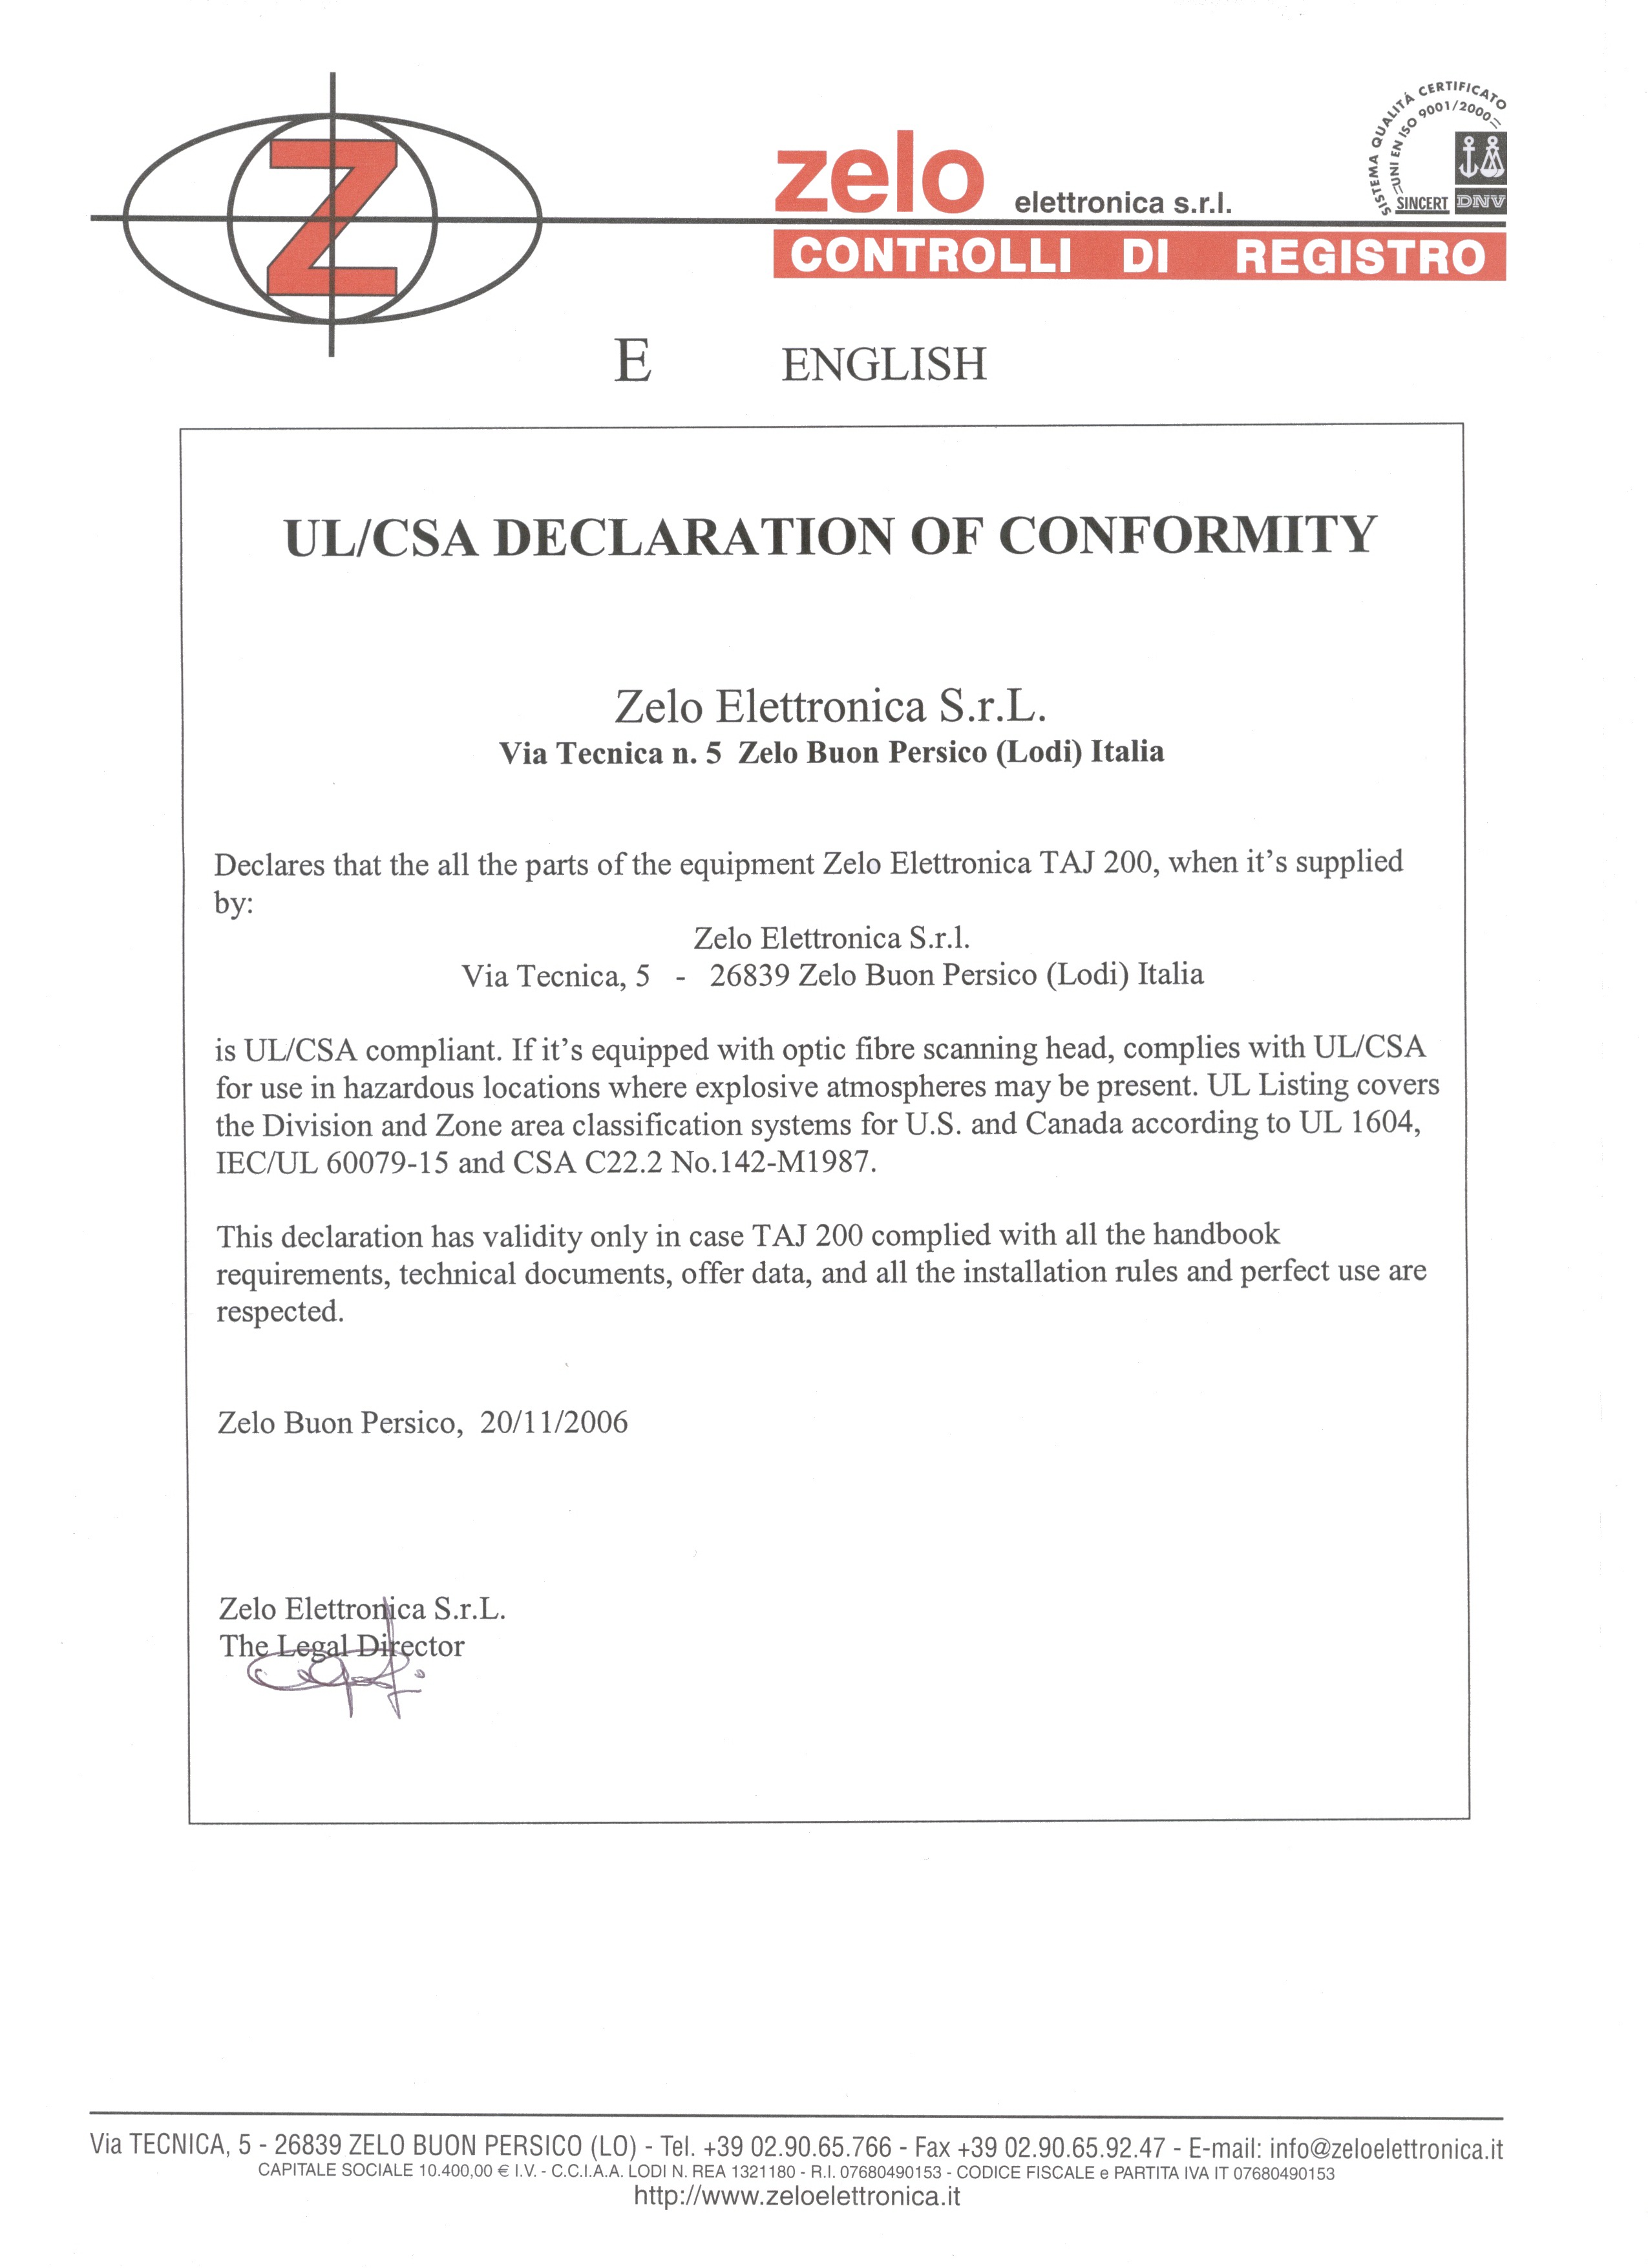 Z
zelo elettronica s.r.l.
CONTROLLI DI REGISTRO
SISTEMA QUALITÀ CERTIFICATO
=UNI EN ISO 9001/2000=
SINCERT DNV
E ENGLISH
UL/CSA DECLARATION OF CONFORMITY
Zelo Elettronica S.r.L.
Via Tecnica n. 5 Zelo Buon Persico (Lodi) Italia
Declares that the all the parts of the equipment Zelo Elettronica TAJ 200, when it's supplied
by:
Zelo Elettronica S.r.l.
Via Tecnica, 5 - 26839 Zelo Buon Persico (Lodi) Italia
is UL/CSA compliant. If it's equipped with optic fibre scanning head, complies with UL/CSA
for use in hazardous locations where explosive atmospheres may be present. UL Listing covers
the Division and Zone area classification systems for U.S. and Canada according to UL 1604,
IEC/UL 60079-15 and CSA C22.2 No.142-M1987.
This declaration has validity only in case TAJ 200 complied with all the handbook
requirements, technical documents, offer data, and all the installation rules and perfect use are
respected.
Zelo Buon Persico, 20/11/2006
Zelo Elettronica S.r.L.
The Legal Director
Via TECNICA, 5 - 26839 ZELO BUON PERSICO (LO) - Tel. +39 02.90.65.766 - Fax +39 02.90.65.92.47 - E-mail: info@zeloelettronica.it
CAPITALE SOCIALE 10.400,00 € I.V. - C.C.I.A.A. LODI N. REA 1321180 - R.I. 07680490153 - CODICE FISCALE e PARTITA IVA IT 07680490153
http://www.zeloelettronica.it